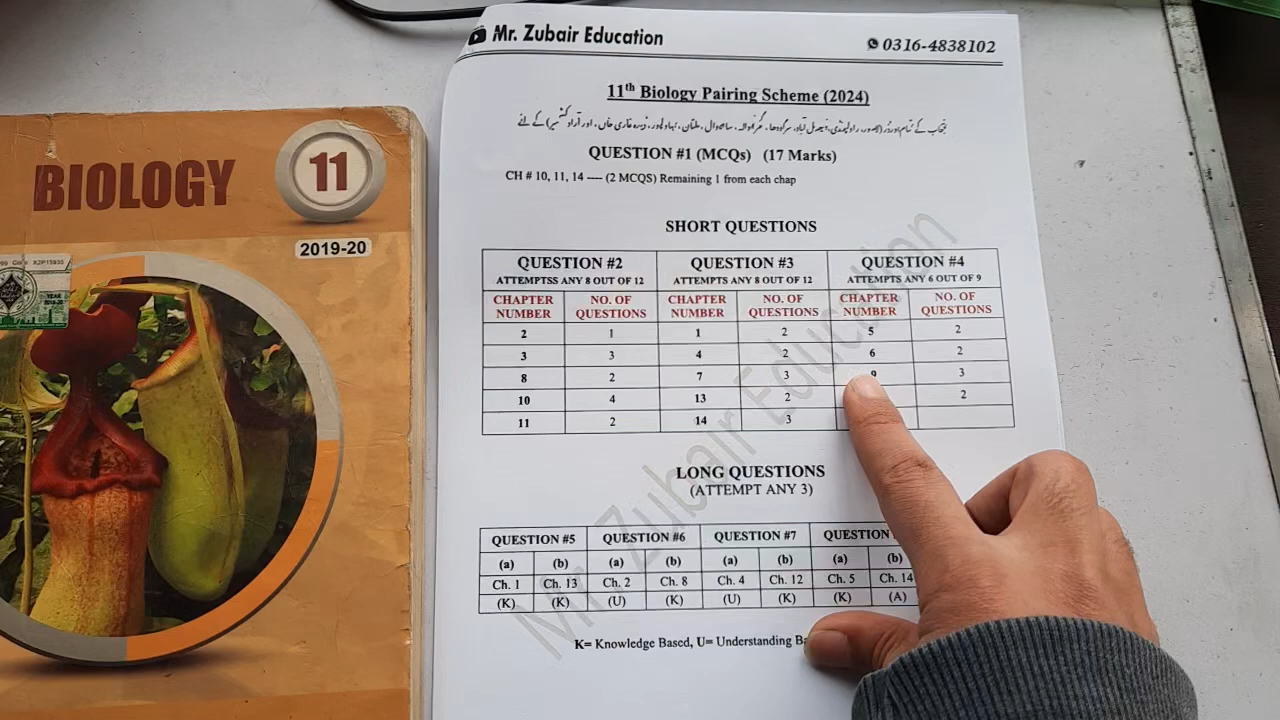 Mr. Zubair Education
0316-4838102
11th Biology Pairing Scheme (2024)
QUESTION #1 (MCQs) (17 Marks)
CH # 10, 11, 14 ---- (2 MCQS) Remaining 1 from each chap
SHORT QUESTIONS
QUESTION #2 QUESTION #3 QUESTION #4
ATTEMPTSS ANY 8 OUT OF 12 ATTEMPTS ANY 8 OUT OF 12 ATTEMPTS ANY 6 OUT OF 9
CHAPTER NUMBER NO. OF QUESTIONS CHAPTER NUMBER NO. OF QUESTIONS CHAPTER NUMBER NO. OF QUESTIONS
2 1 1 2 5 2
3 3 4 2 6 2
8 2 7 3 9 3
10 4 13 2 2
11 2 14 3
LONG QUESTIONS
(ATTEMPT ANY 3)
QUESTION #5 QUESTION #6 QUESTION #7 QUESTION
(a) (b) (a) (b) (a) (b) (a) (b)
Ch. 1 Ch. 13 Ch. 2 Ch. 8 Ch. 4 Ch. 12 Ch. 5 Ch. 14
(K) (K) (U) (K) (U) (K) (K) (A)
K= Knowledge Based, U= Understanding Ba
Mr. Zubair Education
BIOLOGY 11
2019-20